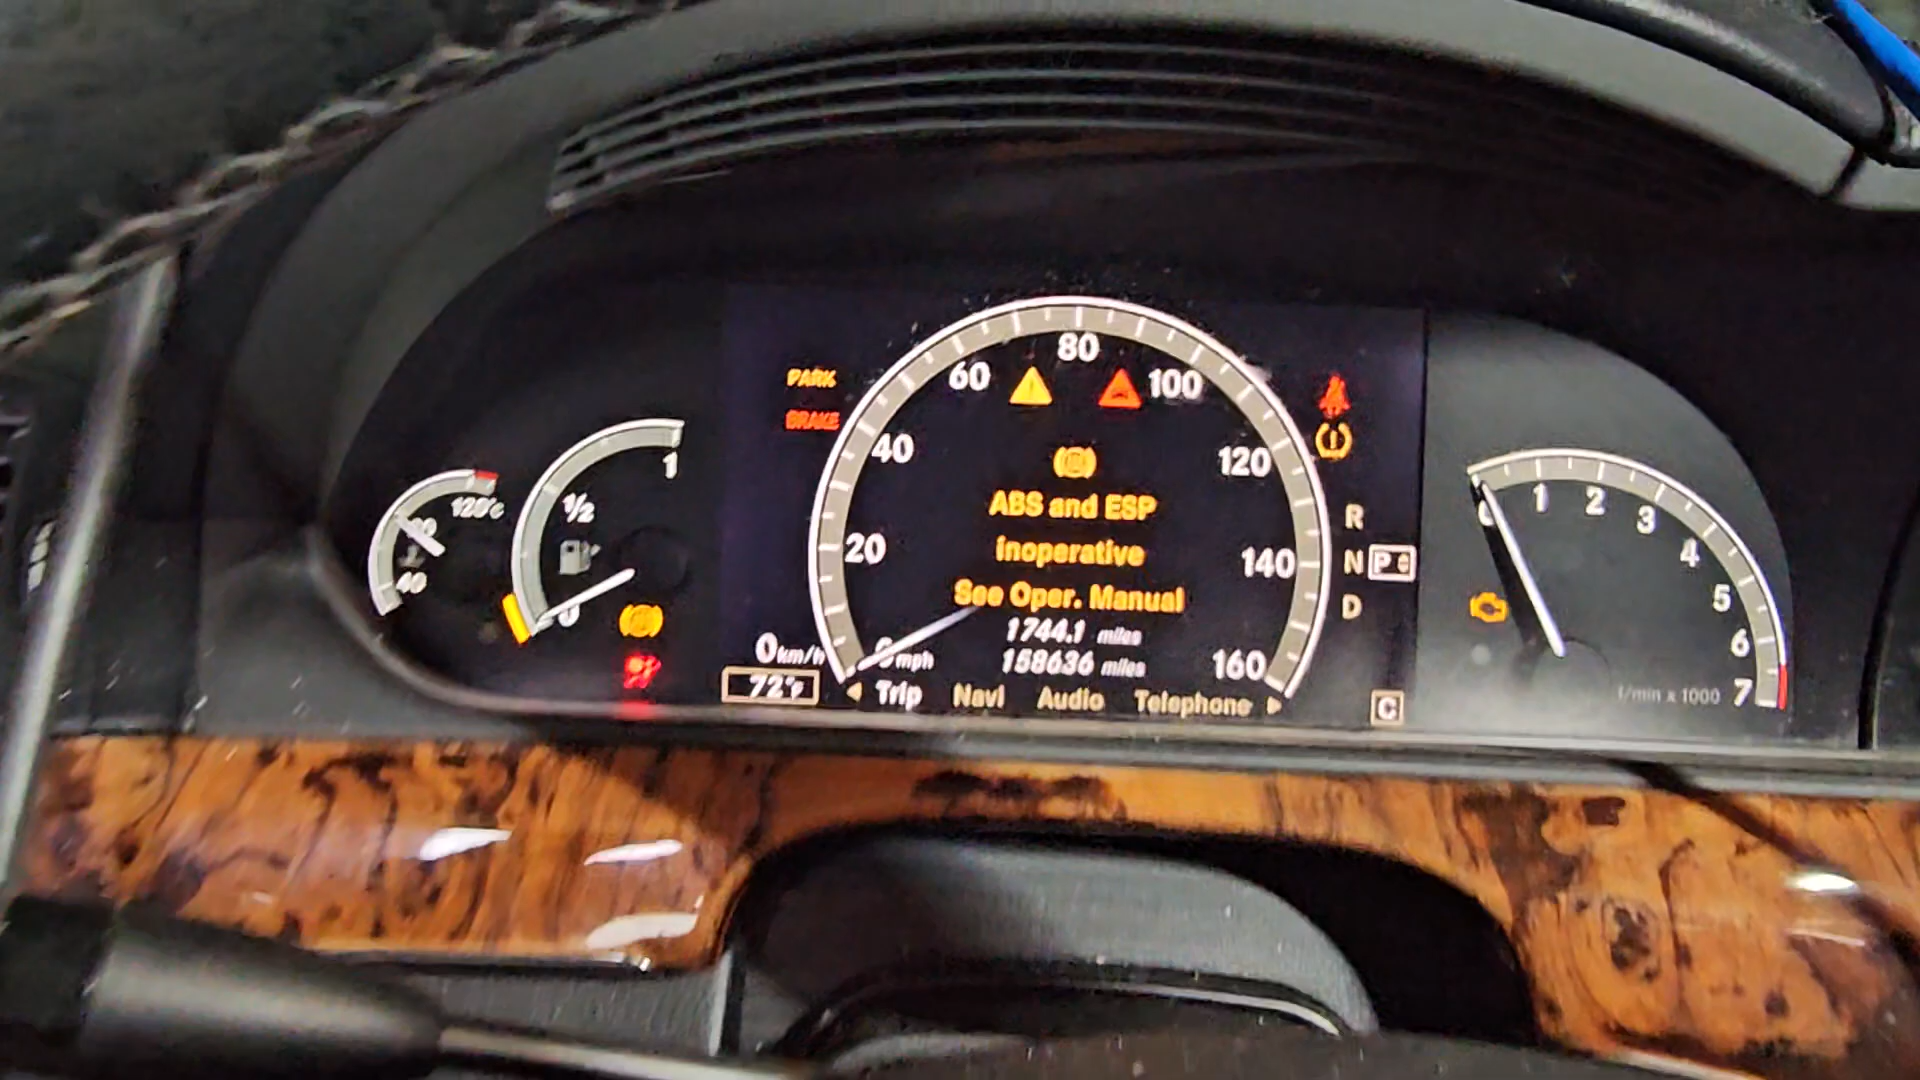 PARK
BRAKE
120°C
80
40
1
1/2
0
0 km/h
72°F
0 mph
20
40
60
80
100
120
140
160
ABS and ESP
inoperative
See Oper. Manual
1744.1 miles
158636 miles
Trip Navi Audio Telephone
R
N P
D
C
0
1
2
3
4
5
6
7
1/min x 1000